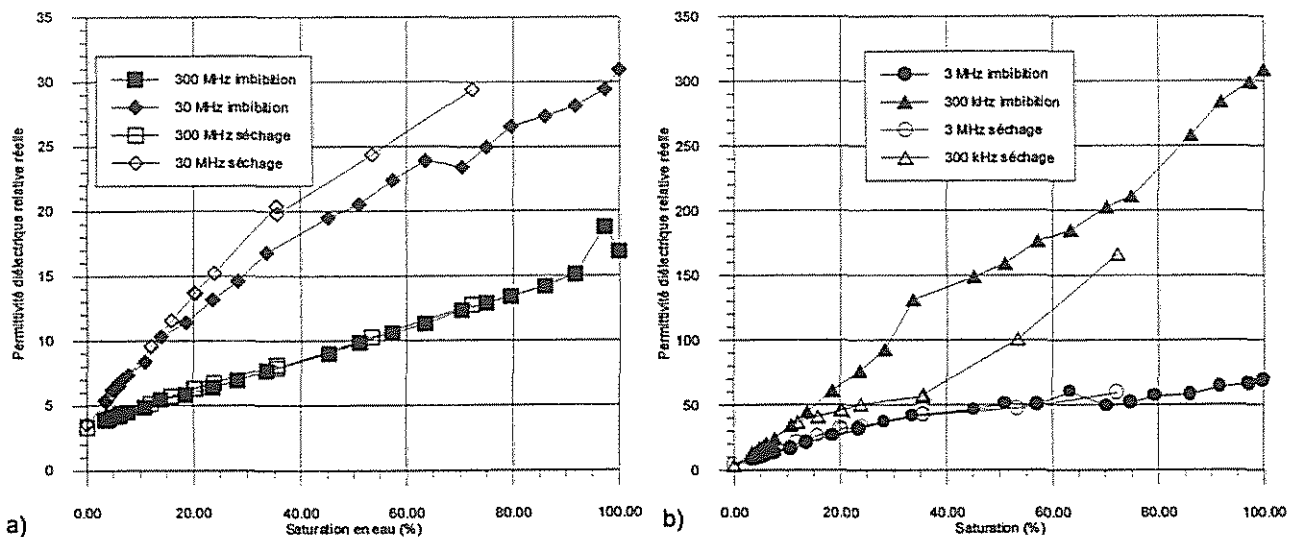 35
30
25
20
15
10
5
0
Permittivité diélectrique relative réelle
300 MHz imbibition
30 MHz imbibition
300 MHz séchage
30 MHz séchage
0.00 20.00 40.00 60.00 80.00 100.00
Saturation en eau (%)
a)
350
300
250
200
150
100
50
0
Permittivité diélectrique relative réelle
3 MHz imbibition
300 kHz imbibition
3 MHz séchage
300 kHz séchage
0.00 20.00 40.00 60.00 80.00 100.00
Saturation (%)
b)